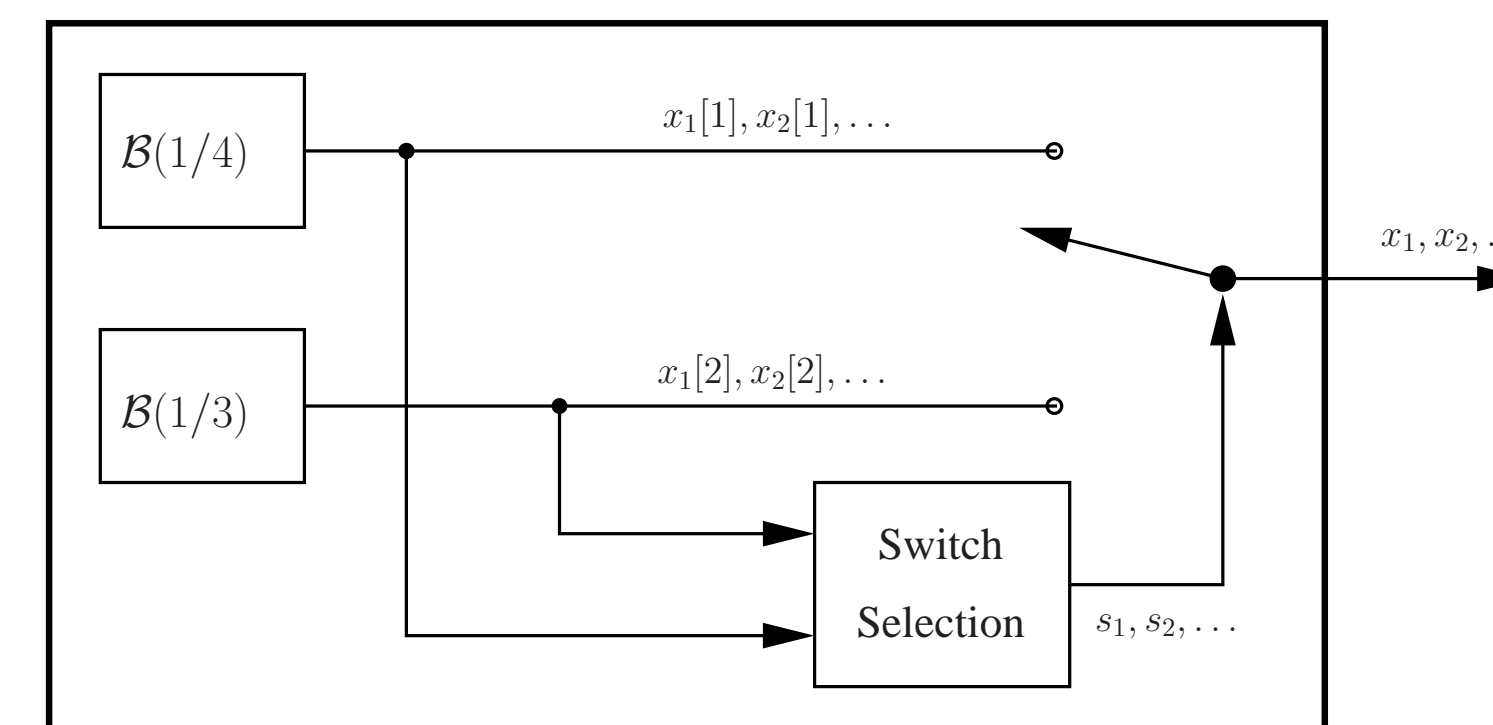 x₁[1], x₂[1], . . .
ℬ(1/4)
x₁, x₂, .
x₁[2], x₂[2], . . .
ℬ(1/3)
Switch
Selection
s₁, s₂, . . .